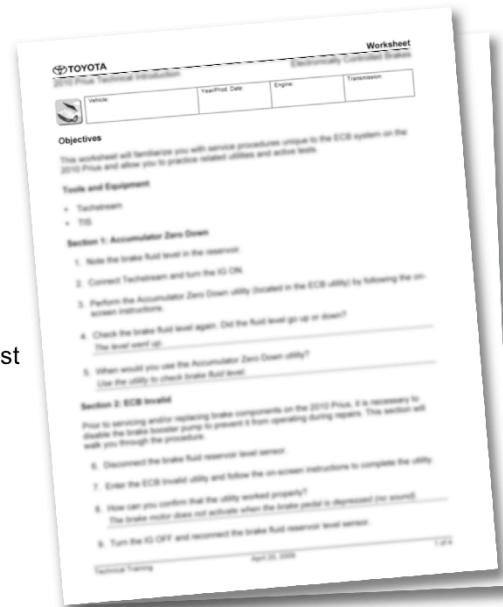 Worksheet
TOYOTA
2010 Prius Technical Introduction
Electronically Controlled Brakes
Vehicle
Year/Prod. Date
Engine
Transmission
Objectives
This worksheet will familiarize you with service procedures unique to the ECB system on the
2010 Prius and allow you to practice related utilities and active tests.
Tools and Equipment
• Techstream
• TIS
Section 1: Accumulator Zero Down
1. Note the brake fluid level in the reservoir.
2. Connect Techstream and turn the IG ON.
3. Perform the Accumulator Zero Down utility (located in the ECB utility) by following the on-
screen instructions.
4. Check the brake fluid level again. Did the fluid level go up or down?
The level went up.
st
5. When would you use the Accumulator Zero Down utility?
Use the utility to check brake fluid level.
Section 2: ECB Invalid
Prior to servicing and/or replacing brake components on the 2010 Prius, it is necessary to
disable the brake booster pump to prevent it from operating during repairs. This section will
walk you through the procedure.
6. Disconnect the brake fluid reservoir level sensor.
7. Enter the ECB Invalid utility and follow the on-screen instructions to complete the utility.
8. How can you confirm that the utility worked properly?
The brake motor does not activate when the brake pedal is depressed (no sound).
9. Turn the IG OFF and reconnect the brake fluid reservoir level sensor.
Technical Training
April 20, 2009